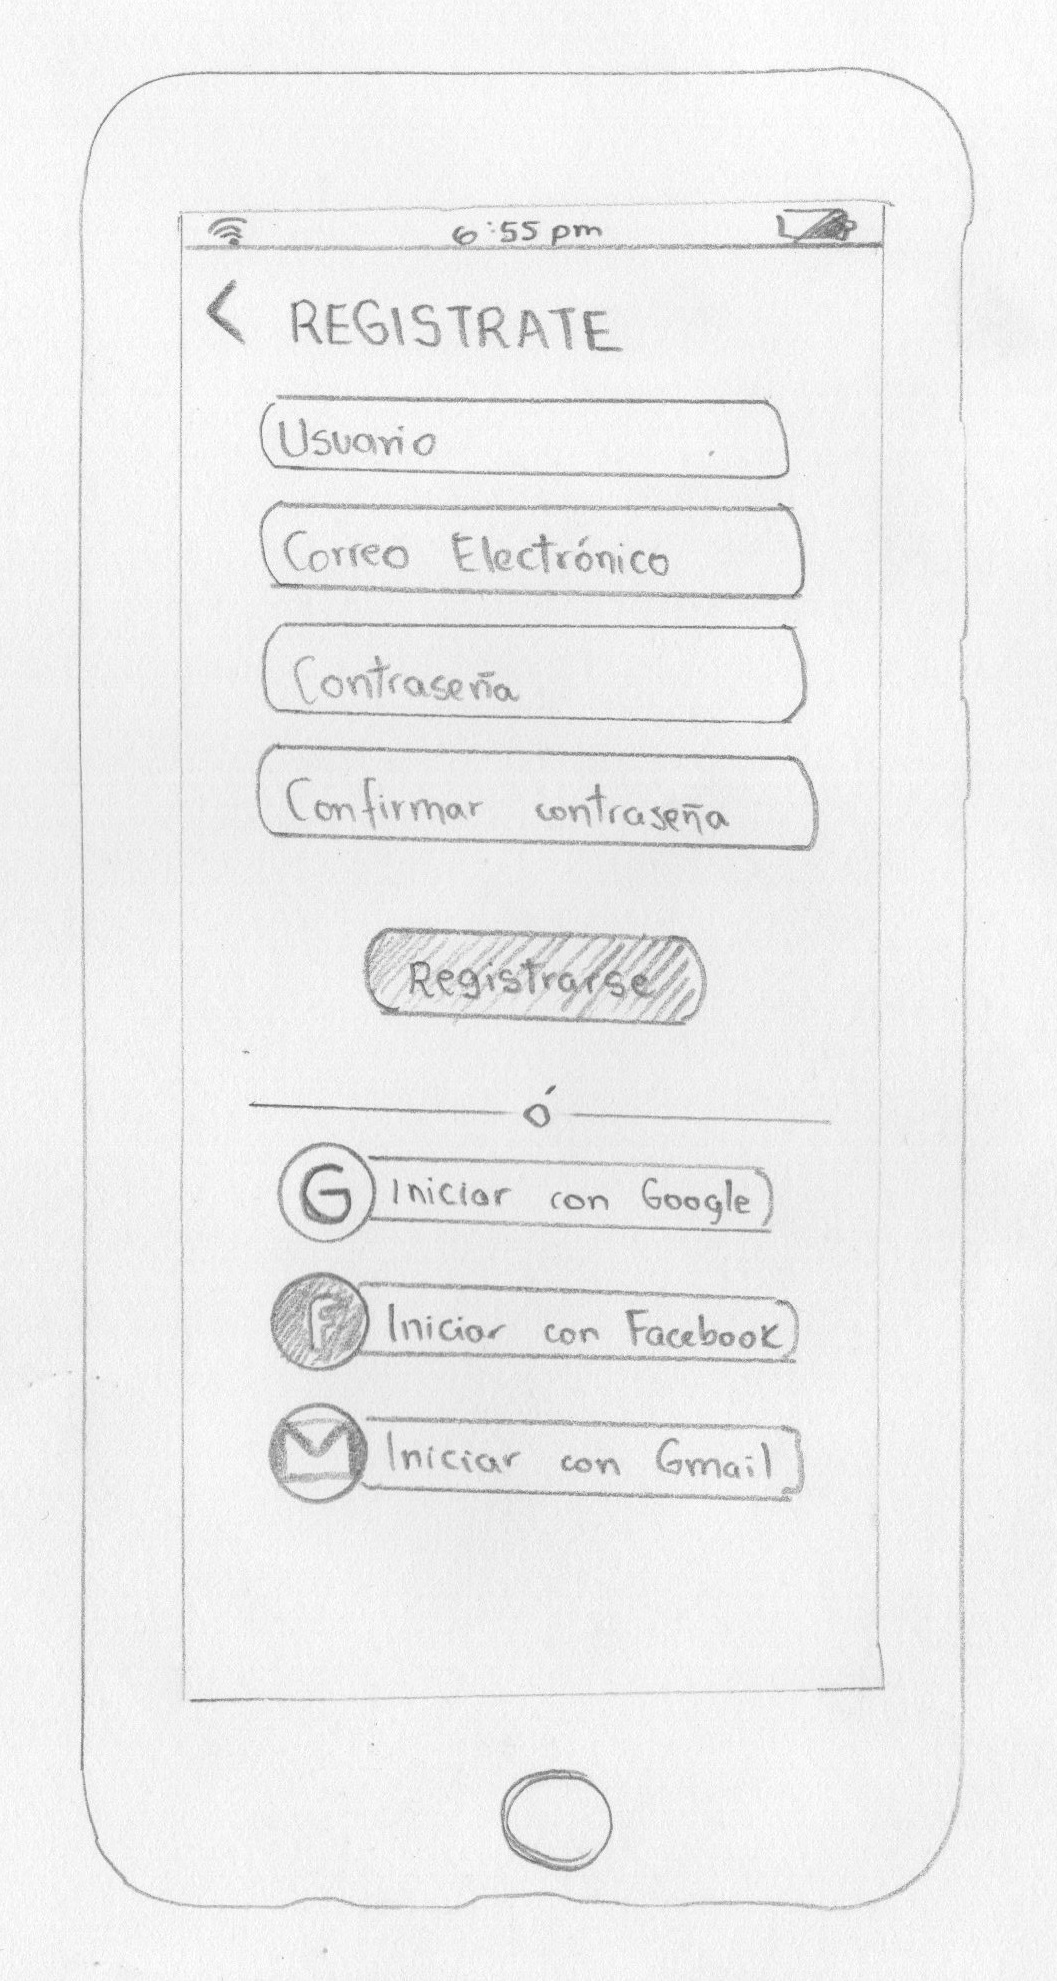 6:55 pm
REGISTRATE
Usuario
Correo Electrónico
Contraseña
Confirmar contraseña
Registrarse
ó
G Iniciar con Google
f Iniciar con Facebook
Iniciar con Gmail